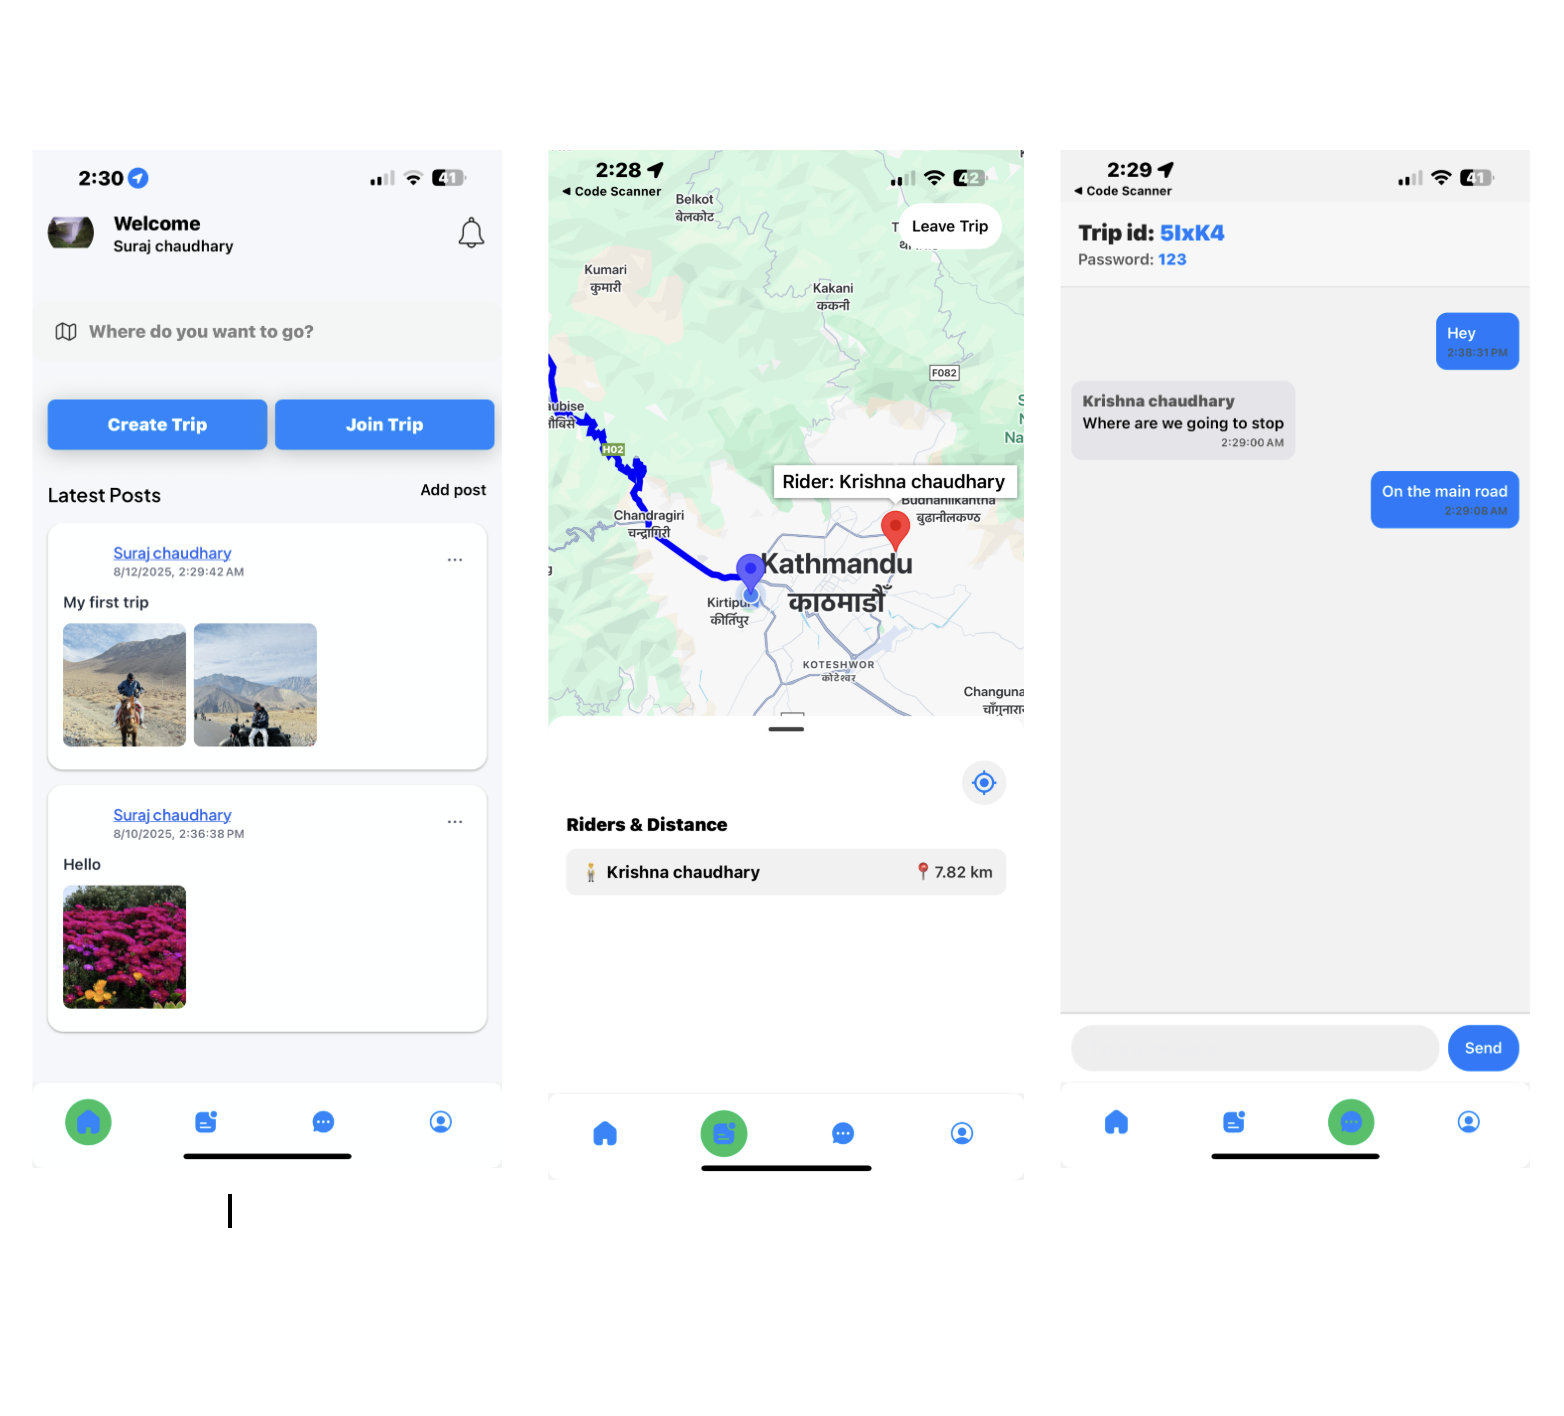 2:30
41
Welcome
Suraj chaudhary
Where do you want to go?
Create Trip
Join Trip
Latest Posts
Add post
Suraj chaudhary
8/12/2025, 2:29:42 AM
My first trip
Suraj chaudhary
8/10/2025, 2:36:38 PM
Hello
2:28
42
◀ Code Scanner
Belkot
बेलकोट
Leave Trip
Kumari
कुमारी
Kakani
ककनी
F082
aubise
नौबिसे
H02
Rider: Krishna chaudhary
Budhanilkantha
बुढानीलकण्ठ
Chandragiri
चन्द्रागिरी
Kathmandu
काठमाडौँ
Kirtipur
कीर्तिपुर
KOTESHWOR
कोटेश्वर
Changuna
चाँगुनारा
Riders & Distance
Krishna chaudhary
7.82 km
2:29
41
◀ Code Scanner
Trip id: 5IxK4
Password: 123
Hey
2:38:31 PM
Krishna chaudhary
Where are we going to stop
2:29:00 AM
On the main road
2:29:08 AM
Send